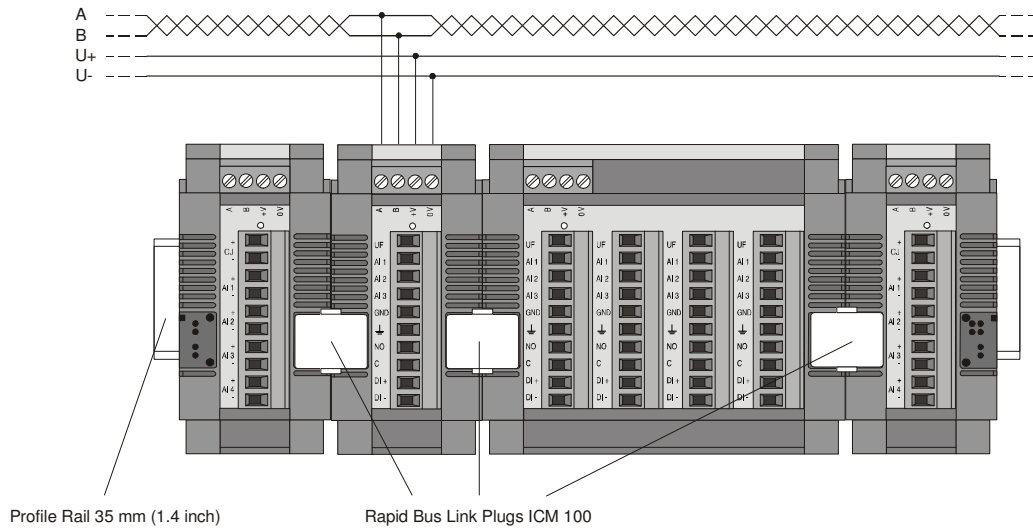 A
B
U+
U-
A B +V 0V
A B +V 0V
A B +V 0V
A B +V 0V
+ CJ -
+ AI 1 -
+ AI 2 -
+ AI 3 -
+ AI 4 -
UF
AI 1
AI 2
AI 3
GND
NO
C
DI +
DI -
UF UF UF UF
AI 1 AI 1 AI 1 AI 1
AI 2 AI 2 AI 2 AI 2
AI 3 AI 3 AI 3 AI 3
GND GND GND GND
NO NO NO NO
C C C C
DI + DI + DI + DI +
DI - DI - DI - DI -
+ CJ -
+ AI 1 -
+ AI 2 -
+ AI 3 -
+ AI 4 -
Profile Rail 35 mm (1.4 inch)
Rapid Bus Link Plugs ICM 100